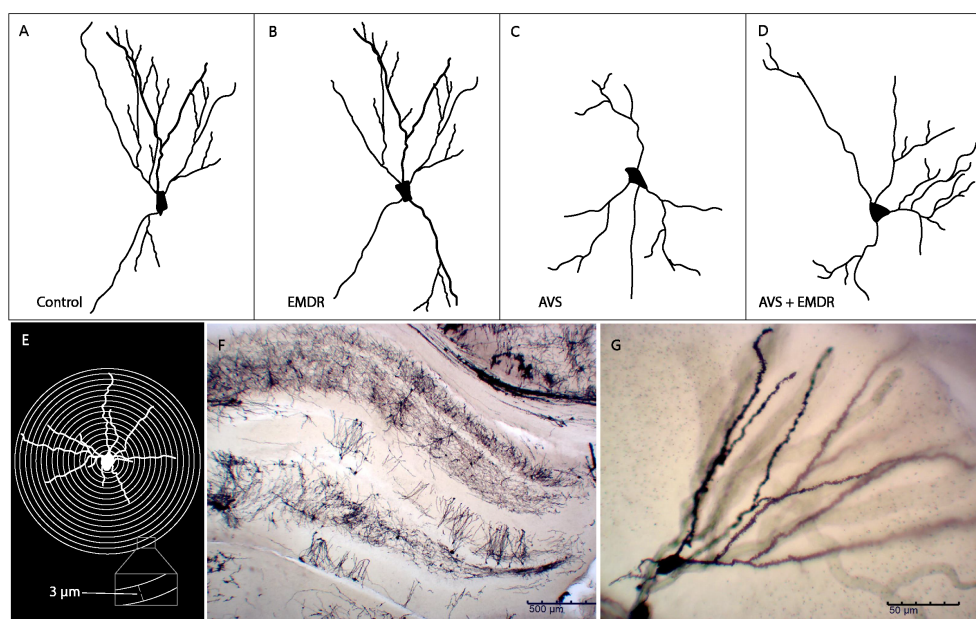 A
B
C
D
Control
EMDR
AVS
AVS + EMDR
E
F
G
3 µm
500 µm
50 µm